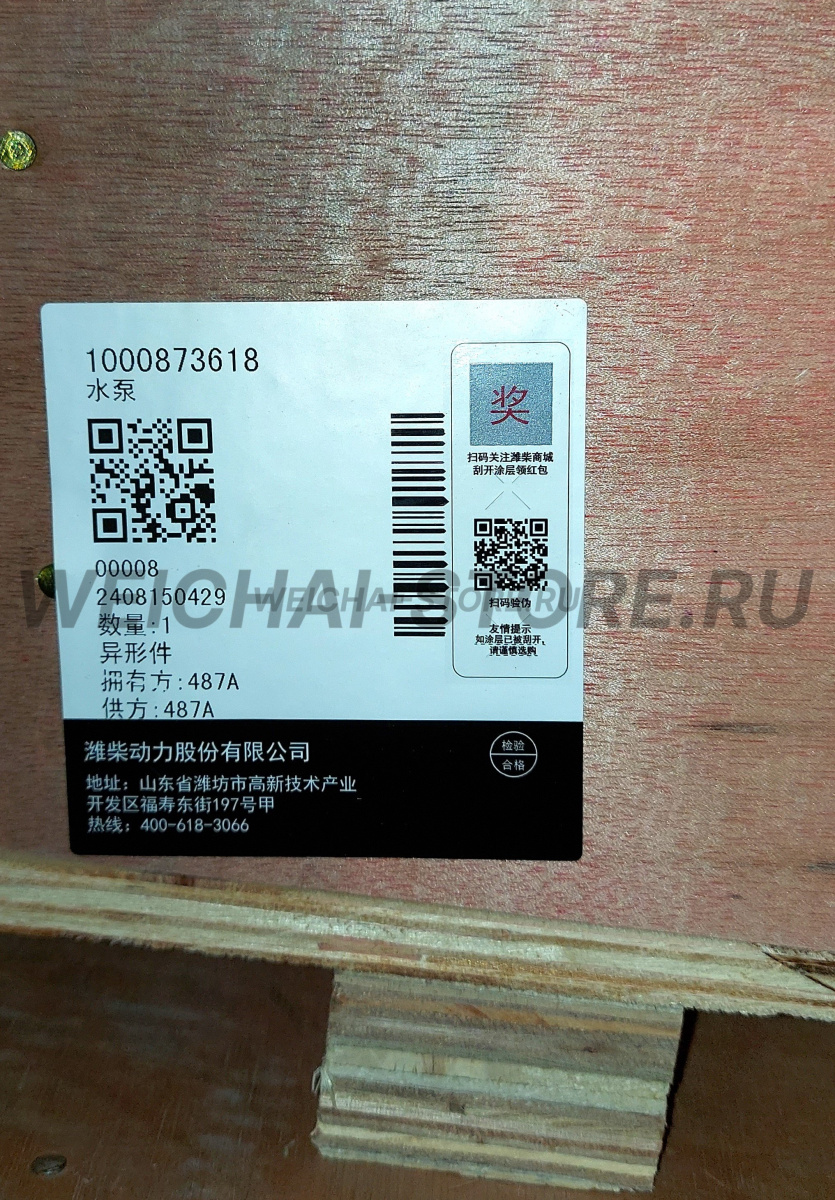 1000873618
水泵
00008
2408150429
数量:1
异形件
拥有方:487A
供方:487A
奖
扫码关注潍柴商城
刮开涂层领红包
扫码验伪
友情提示
如涂层已被刮开,
请谨慎选购
WEICHAI-STORE.RU
WEICHAI-STORE.RU
潍柴动力股份有限公司
地址: 山东省潍坊市高新技术产业
开发区福寿东街197号甲
热线: 400-618-3066
检验
合格